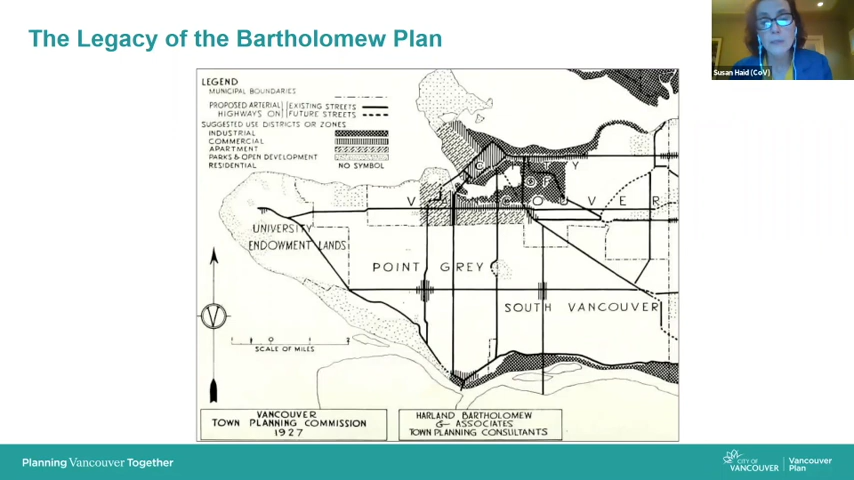 The Legacy of the Bartholomew Plan
Susan Haid (CoV)
LEGEND
MUNICIPAL BOUNDARIES
PROPOSED ARTERIAL HIGHWAYS ON
EXISTING STREETS
FUTURE STREETS
SUGGESTED USE DISTRICTS OR ZONES
INDUSTRIAL
COMMERCIAL
APARTMENT
PARKS & OPEN DEVELOPMENT
RESIDENTIAL NO SYMBOL
CITY
OF
VANCOUVER
UNIVERSITY
ENDOWMENT LANDS
POINT GREY
SOUTH VANCOUVER
V
0
SCALE OF MILES
VANCOUVER
TOWN PLANNING COMMISSION
1927
HARLAND BARTHOLOMEW
& ASSOCIATES
TOWN PLANNING CONSULTANTS
Planning Vancouver Together
CITY OF
VANCOUVER
Vancouver
Plan